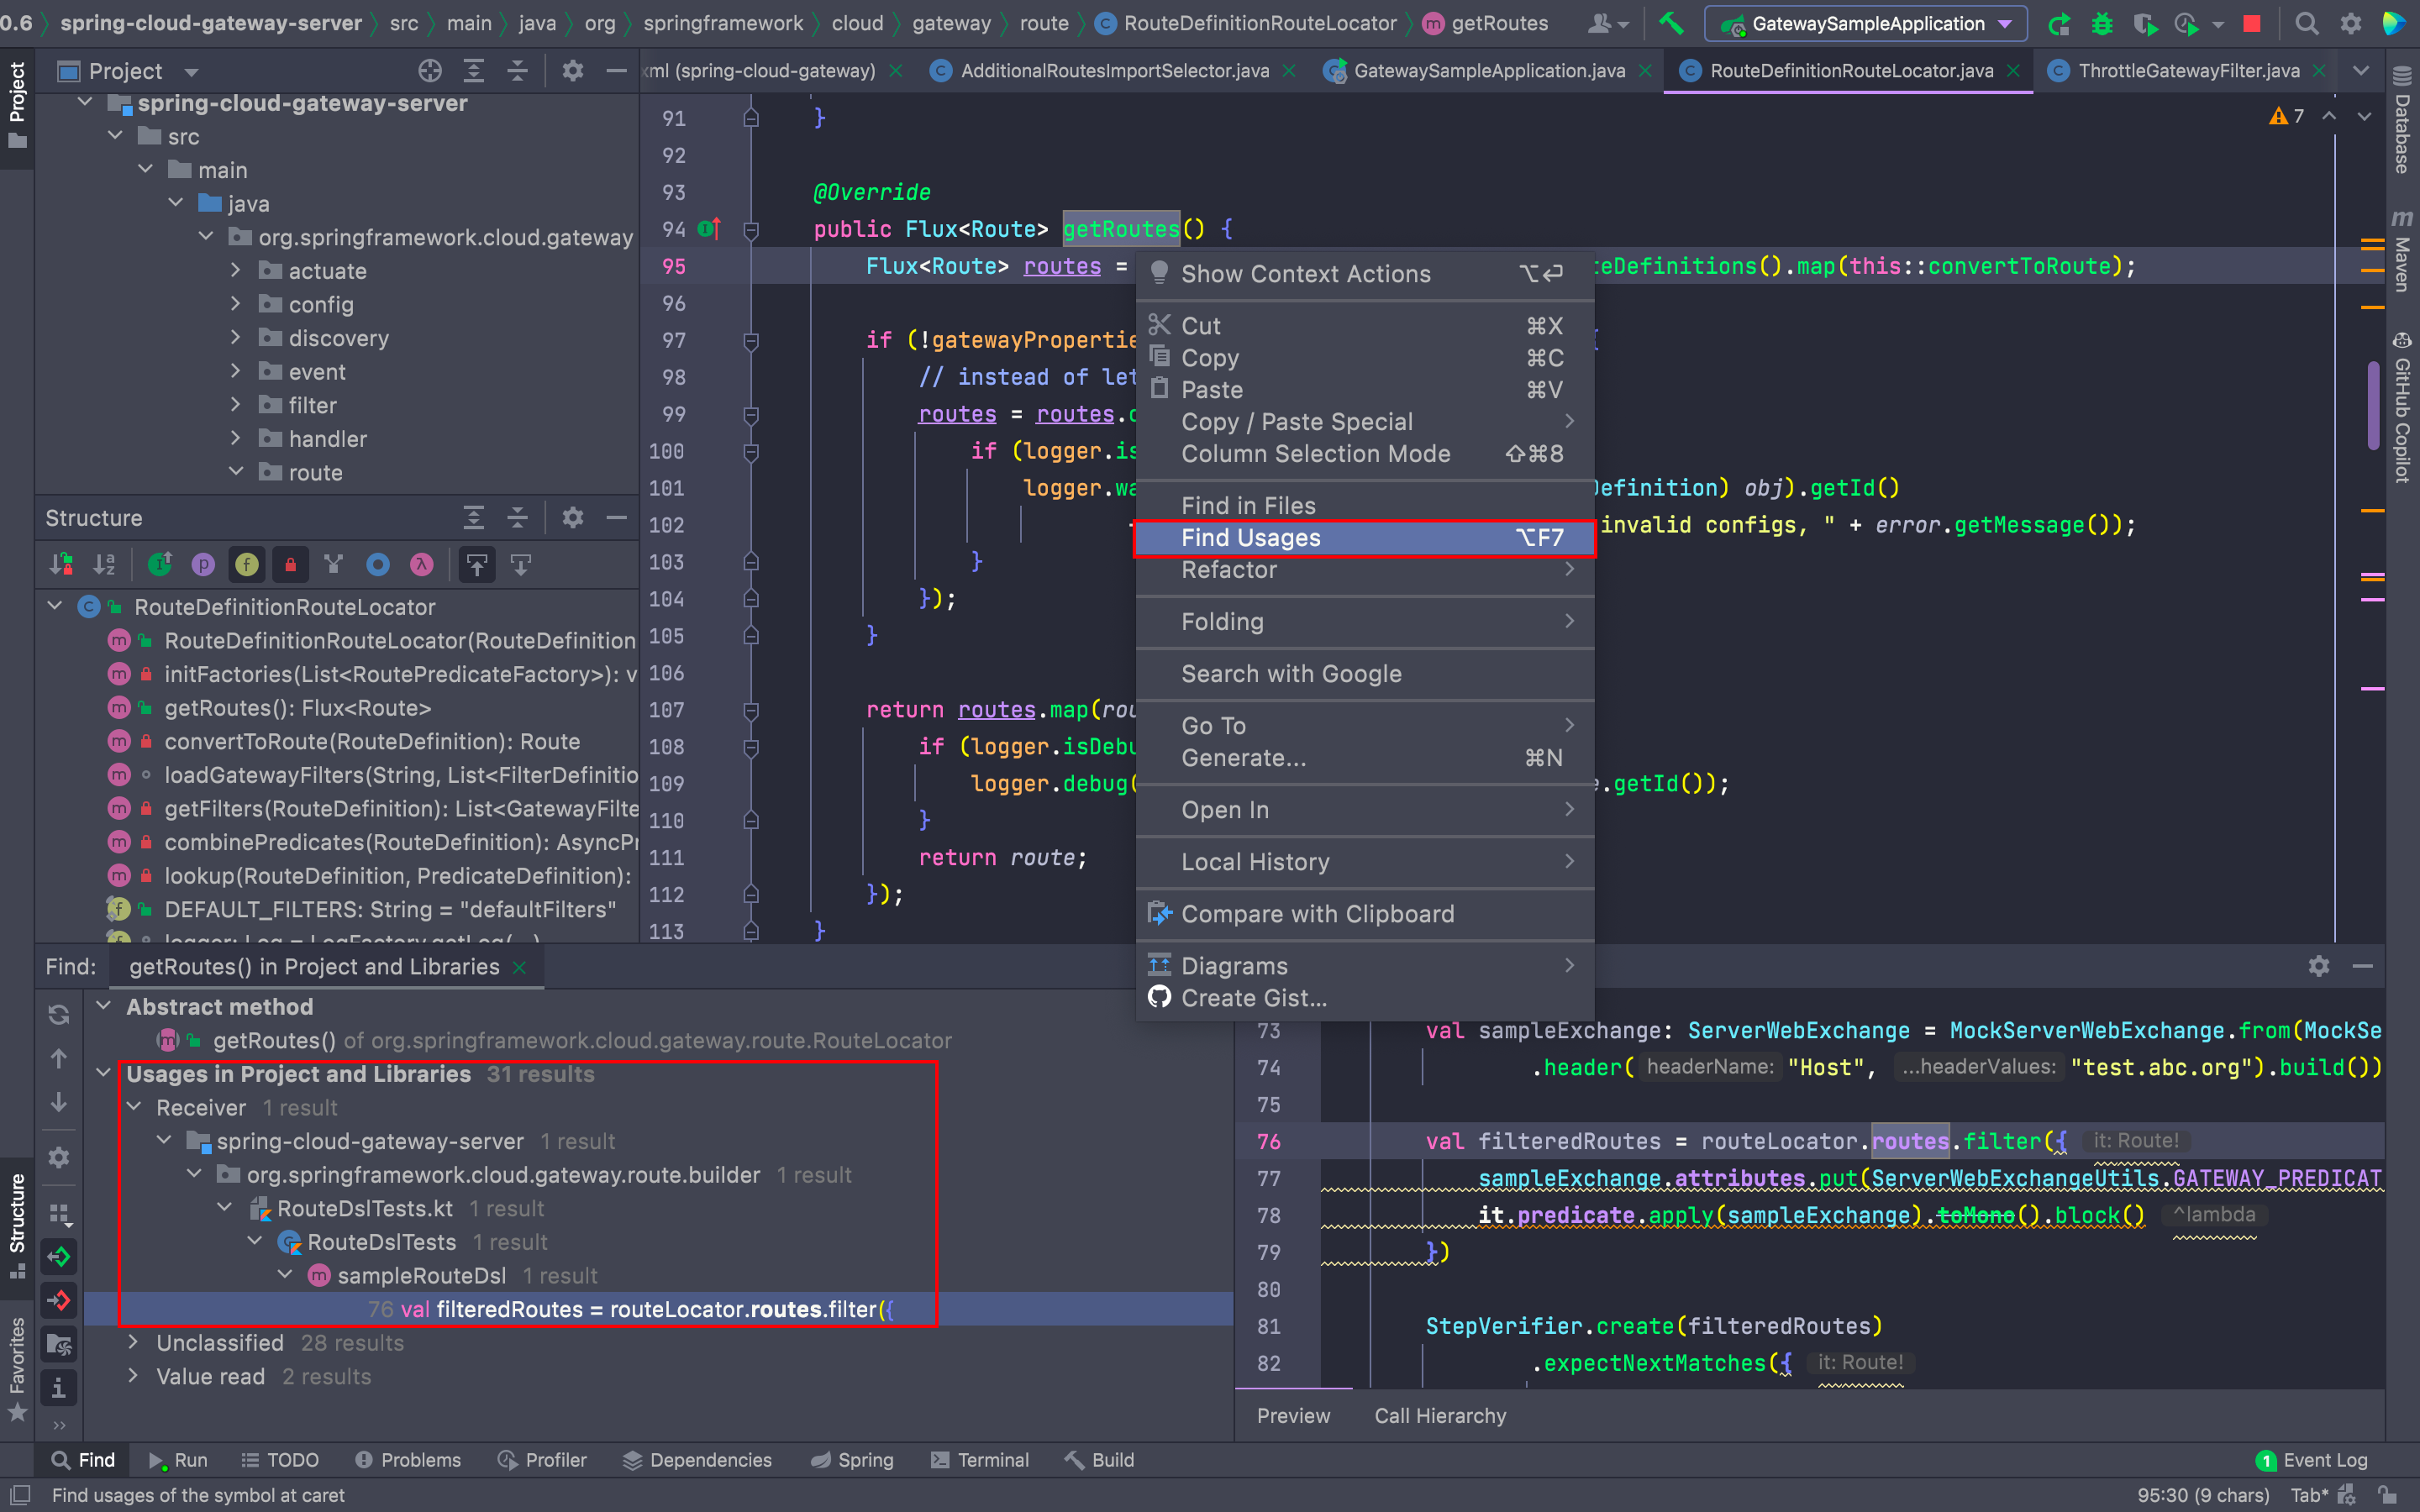 0.6 〉 spring-cloud-gateway-server 〉 src 〉 main 〉 java 〉 org 〉 springframework 〉 cloud 〉 gateway 〉 route 〉 RouteDefinitionRouteLocator 〉 getRoutes
GatewaySampleApplication
Project
xml (spring-cloud-gateway)
AdditionalRoutesImportSelector.java
GatewaySampleApplication.java
RouteDefinitionRouteLocator.java
ThrottleGatewayFilter.java
Project
spring-cloud-gateway-server
src
main
java
org.springframework.cloud.gateway
actuate
config
discovery
event
filter
handler
route
Structure
RouteDefinitionRouteLocator
RouteDefinitionRouteLocator(RouteDefinition
initFactories(List<RoutePredicateFactory>): v
getRoutes(): Flux<Route>
convertToRoute(RouteDefinition): Route
loadGatewayFilters(String, List<FilterDefinitio
getFilters(RouteDefinition): List<GatewayFilte
combinePredicates(RouteDefinition): AsyncPr
lookup(RouteDefinition, PredicateDefinition):
DEFAULT_FILTERS: String = "defaultFilters"
logger: Log = LogFactory.getLog(...)
7
91 }
92
93 @Override
94 public Flux<Route> getRoutes() {
95 Flux<Route> routes = teDefinitions().map(this::convertToRoute);
96
97 if (!gatewayPropertie {
98 // instead of let
99 routes = routes.o
100 if (logger.is
101 logger.wa Definition) obj).getId()
102 invalid configs, " + error.getMessage());
103 }
104 });
105 }
106
107 return routes.map(rou
108 if (logger.isDebu
109 logger.debug( e.getId());
110 }
111 return route;
112 });
113 }
Show Context Actions ⌥↩
Cut ⌘X
Copy ⌘C
Paste ⌘V
Copy / Paste Special
Column Selection Mode ⇧⌘8
Find in Files
Find Usages ⌥F7
Refactor
Folding
Search with Google
Go To
Generate... ⌘N
Open In
Local History
Compare with Clipboard
Diagrams
Create Gist...
Database
Maven
GitHub Copilot
Find: getRoutes() in Project and Libraries
Abstract method
getRoutes() of org.springframework.cloud.gateway.route.RouteLocator
Usages in Project and Libraries 31 results
Receiver 1 result
spring-cloud-gateway-server 1 result
org.springframework.cloud.gateway.route.builder 1 result
RouteDslTests.kt 1 result
RouteDslTests 1 result
sampleRouteDsl 1 result
76 val filteredRoutes = routeLocator.routes.filter({
Unclassified 28 results
Value read 2 results
73 val sampleExchange: ServerWebExchange = MockServerWebExchange.from(MockSe
74 .header( headerName: "Host", ...headerValues: "test.abc.org").build())
75
76 val filteredRoutes = routeLocator.routes.filter({ it: Route!
77 sampleExchange.attributes.put(ServerWebExchangeUtils.GATEWAY_PREDICAT
78 it.predicate.apply(sampleExchange).toMono().block() ^lambda
79 })
80
81 StepVerifier.create(filteredRoutes)
82 .expectNextMatches({ it: Route!
Preview
Call Hierarchy
Structure
Favorites
Find
Run
TODO
Problems
Profiler
Dependencies
Spring
Terminal
Build
1 Event Log
Find usages of the symbol at caret
95:30 (9 chars) Tab*